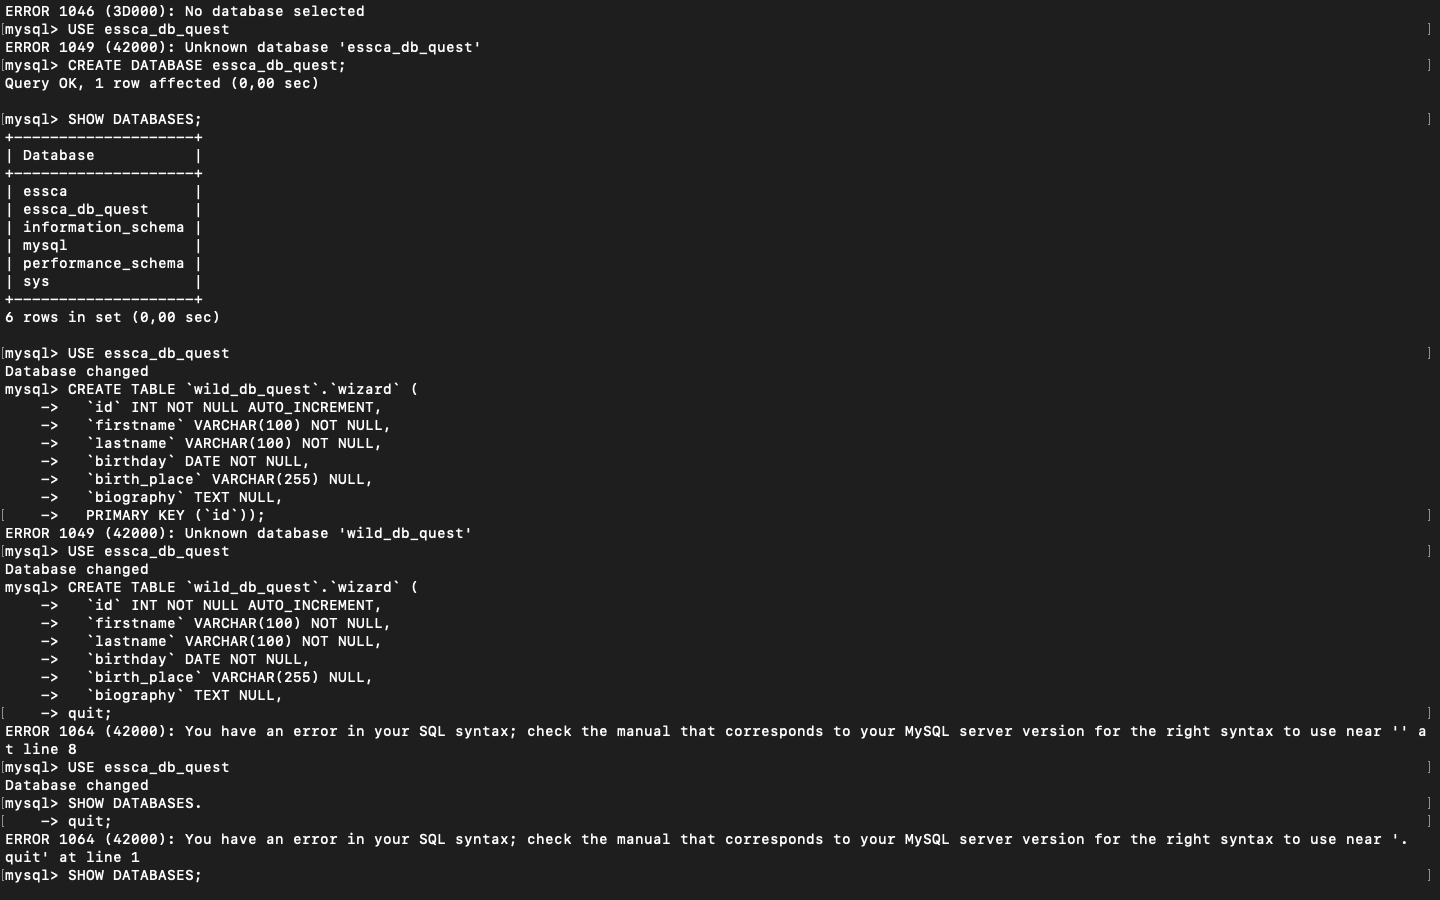 ERROR 1046 (3D000): No database selected
[mysql> USE essca_db_quest ]
ERROR 1049 (42000): Unknown database 'essca_db_quest'
[mysql> CREATE DATABASE essca_db_quest; ]
Query OK, 1 row affected (0,00 sec)
[mysql> SHOW DATABASES; ]
+--------------------+
| Database           |
+--------------------+
| essca              |
| essca_db_quest     |
| information_schema |
| mysql              |
| performance_schema |
| sys                |
+--------------------+
6 rows in set (0,00 sec)
[mysql> USE essca_db_quest ]
Database changed
mysql> CREATE TABLE `wild_db_quest`.`wizard` (
    ->   `id` INT NOT NULL AUTO_INCREMENT,
    ->   `firstname` VARCHAR(100) NOT NULL,
    ->   `lastname` VARCHAR(100) NOT NULL,
    ->   `birthday` DATE NOT NULL,
    ->   `birth_place` VARCHAR(255) NULL,
    ->   `biography` TEXT NULL,
[    ->   PRIMARY KEY (`id`)); ]
ERROR 1049 (42000): Unknown database 'wild_db_quest'
[mysql> USE essca_db_quest ]
Database changed
mysql> CREATE TABLE `wild_db_quest`.`wizard` (
    ->   `id` INT NOT NULL AUTO_INCREMENT,
    ->   `firstname` VARCHAR(100) NOT NULL,
    ->   `lastname` VARCHAR(100) NOT NULL,
    ->   `birthday` DATE NOT NULL,
    ->   `birth_place` VARCHAR(255) NULL,
    ->   `biography` TEXT NULL,
[    -> quit; ]
ERROR 1064 (42000): You have an error in your SQL syntax; check the manual that corresponds to your MySQL server version for the right syntax to use near '' a
t line 8
[mysql> USE essca_db_quest ]
Database changed
[mysql> SHOW DATABASES. ]
[    -> quit; ]
ERROR 1064 (42000): You have an error in your SQL syntax; check the manual that corresponds to your MySQL server version for the right syntax to use near '.
quit' at line 1
[mysql> SHOW DATABASES; ]